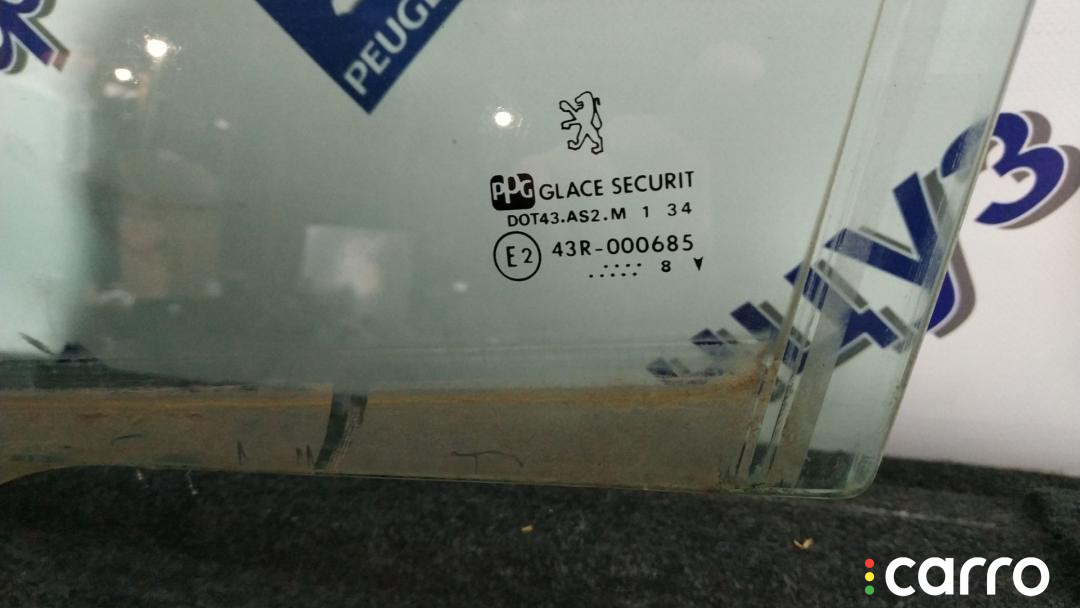 PEUGE
PPG GLACE SECURIT
DOT43.AS2.M 1 34
E2 43R-000685
..... ..... 8
carro